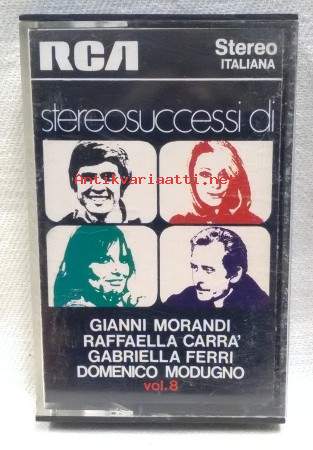 RCA Stereo
ITALIANA
stereosuccessi di
Antikvariaatti.net
GIANNI MORANDI
RAFFAELLA CARRA'
GABRIELLA FERRI
DOMENICO MODUGNO
vol.8